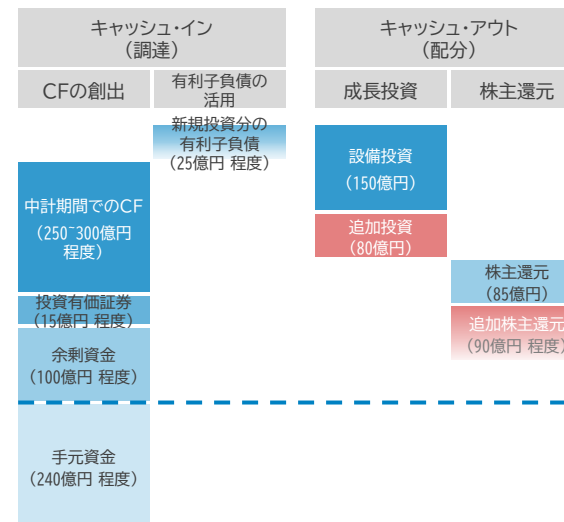 キャッシュ・イン
（調達）
キャッシュ・アウト
（配分）
CFの創出
有利子負債の
活用
成長投資
株主還元
新規投資分の
有利子負債
（25億円 程度）
中計期間でのCF
（250~300億円
程度）
投資有価証券
（15億円 程度）
余剰資金
（100億円 程度）
手元資金
（240億円 程度）
設備投資
（150億円）
追加投資
（80億円）
株主還元
（85億円）
追加株主還元
（90億円 程度）